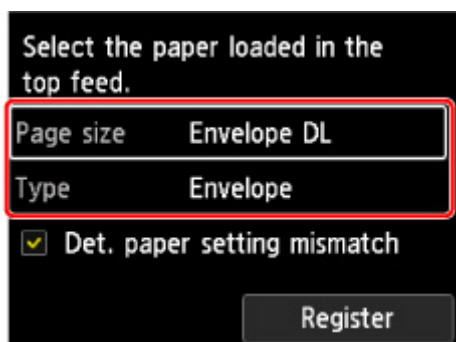 Select the paper loaded in the
top feed.
Page size Envelope DL
Type Envelope
Det. paper setting mismatch
Register